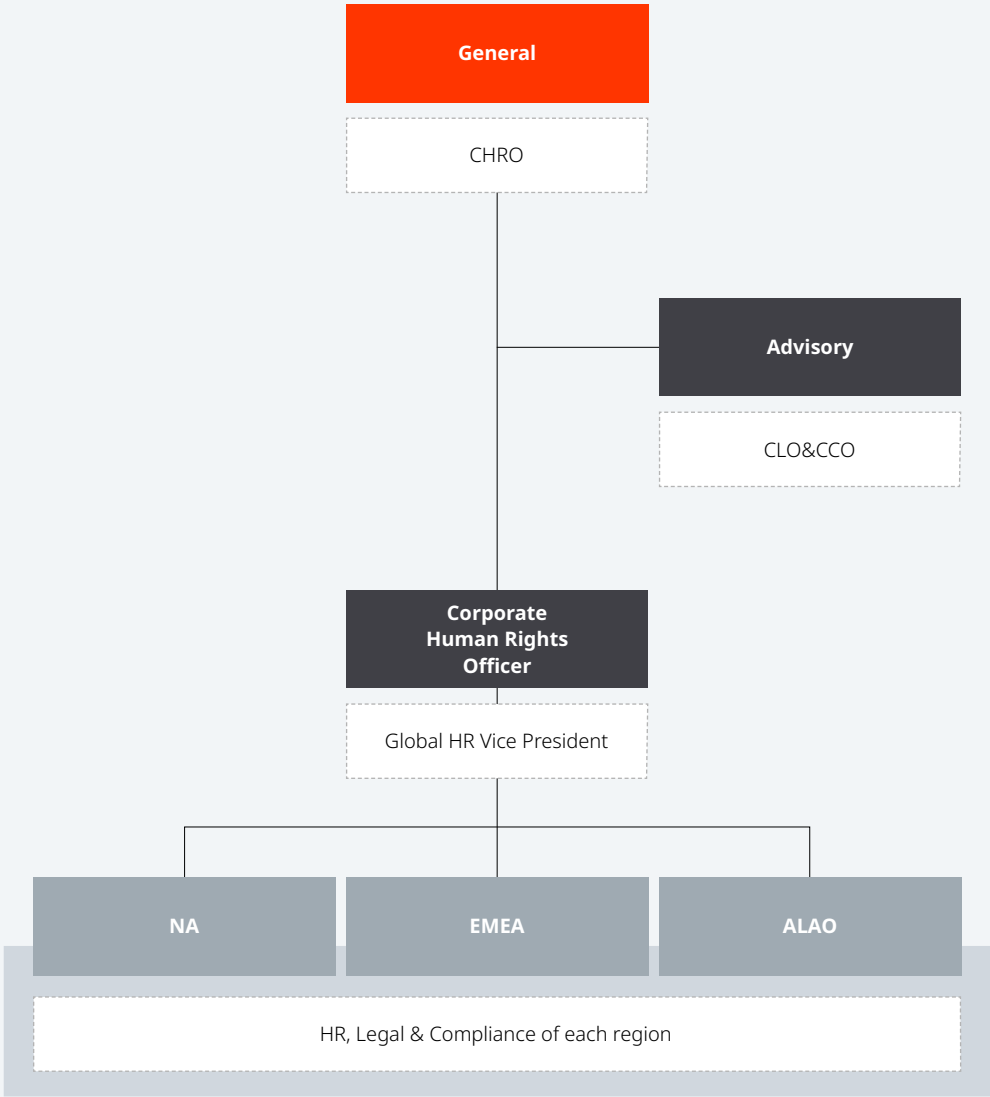 General
CHRO
Advisory
CLO&CCO
Corporate
Human Rights
Officer
Global HR Vice President
NA
EMEA
ALAO
HR, Legal & Compliance of each region